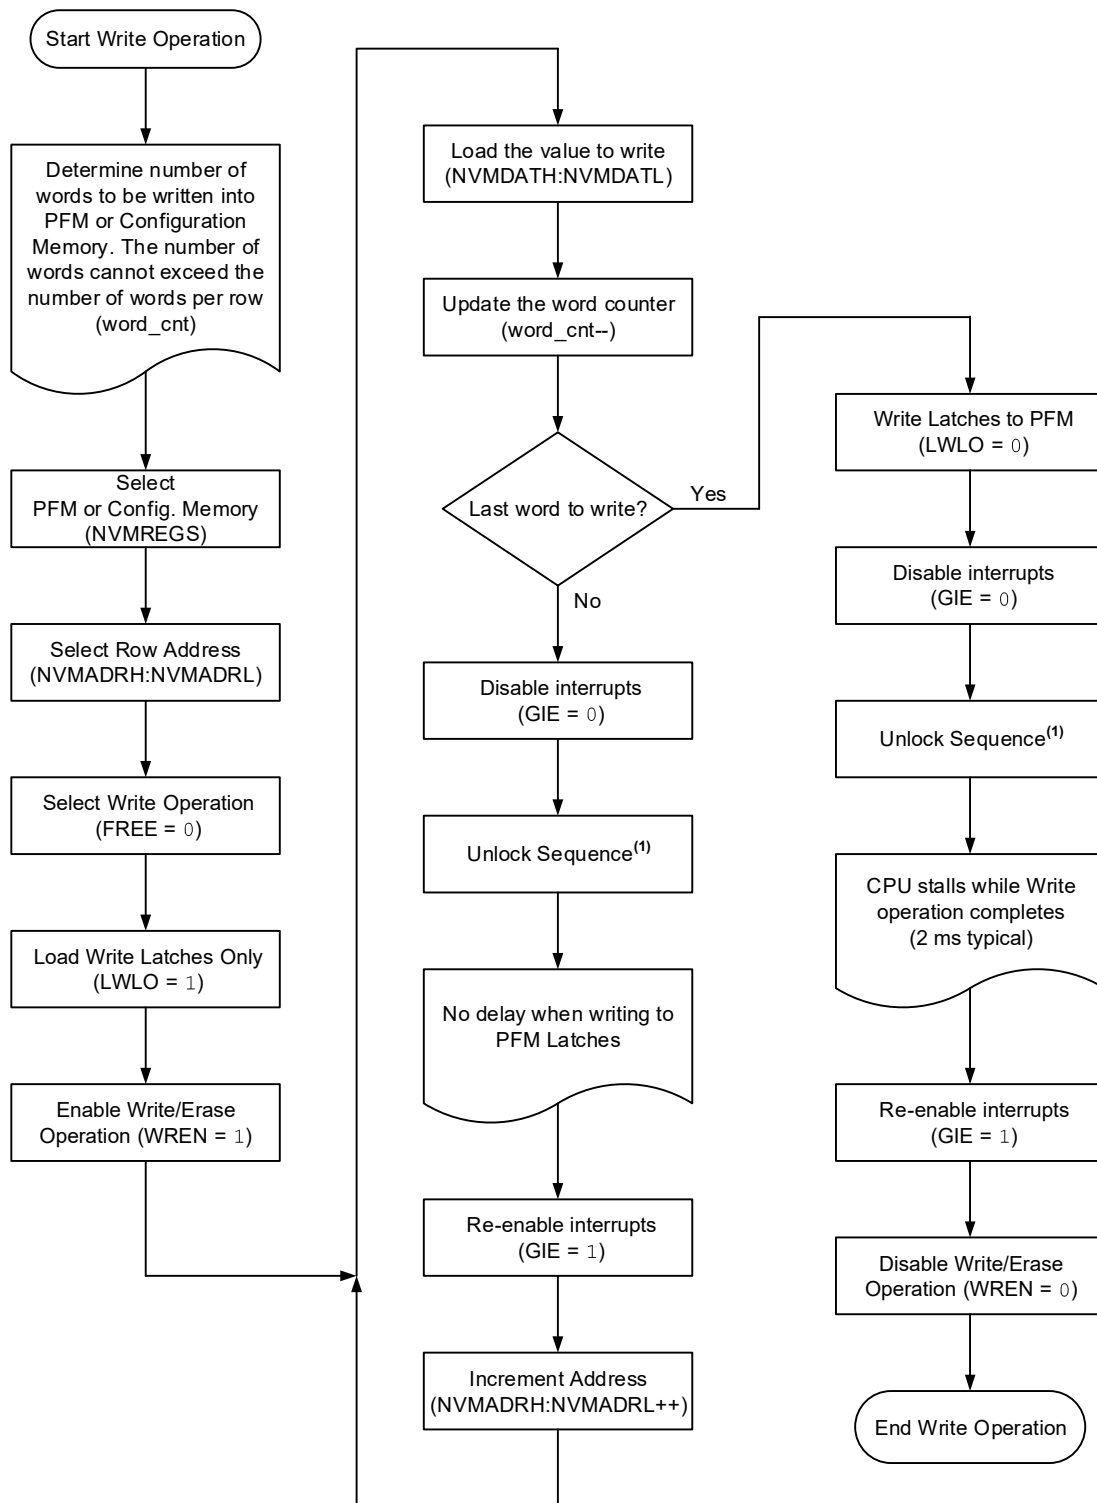 Start Write Operation
Determine number of
words to be written into
PFM or Configuration
Memory. The number of
words cannot exceed the
number of words per row
(word_cnt)
Select
PFM or Config. Memory
(NVMREGS)
Select Row Address
(NVMADRH:NVMADRL)
Select Write Operation
(FREE = 0)
Load Write Latches Only
(LWLO = 1)
Enable Write/Erase
Operation (WREN = 1)
Load the value to write
(NVMDATH:NVMDATL)
Update the word counter
(word_cnt--)
Last word to write?
Yes
No
Disable interrupts
(GIE = 0)
Unlock Sequence(1)
No delay when writing to
PFM Latches
Re-enable interrupts
(GIE = 1)
Increment Address
(NVMADRH:NVMADRL++)
Write Latches to PFM
(LWLO = 0)
Disable interrupts
(GIE = 0)
Unlock Sequence(1)
CPU stalls while Write
operation completes
(2 ms typical)
Re-enable interrupts
(GIE = 1)
Disable Write/Erase
Operation (WREN = 0)
End Write Operation